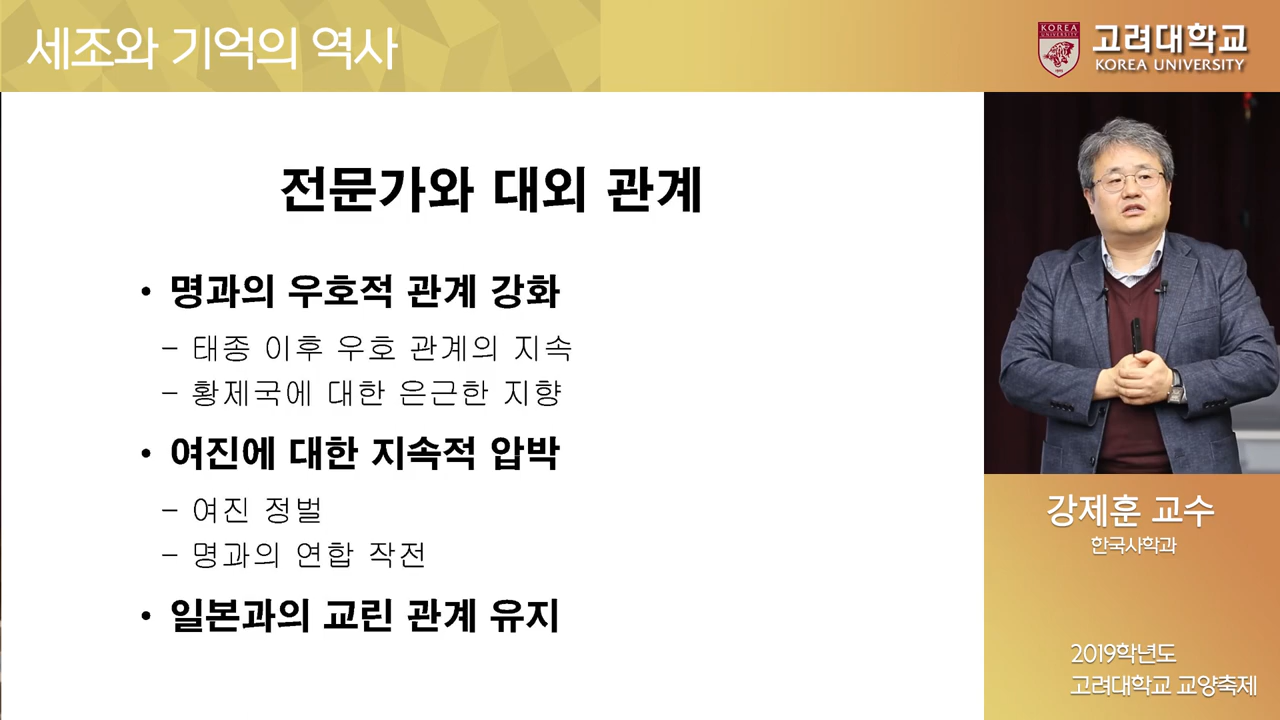 세조와 기억의 역사
KOREA
UNIVERSITY
고려대학교
KOREA UNIVERSITY
전문가와 대외 관계
• 명과의 우호적 관계 강화
– 태종 이후 우호 관계의 지속
– 황제국에 대한 은근한 지향
• 여진에 대한 지속적 압박
– 여진 정벌
– 명과의 연합 작전
• 일본과의 교린 관계 유지
강제훈 교수
한국사학과
2019학년도
고려대학교 교양축제